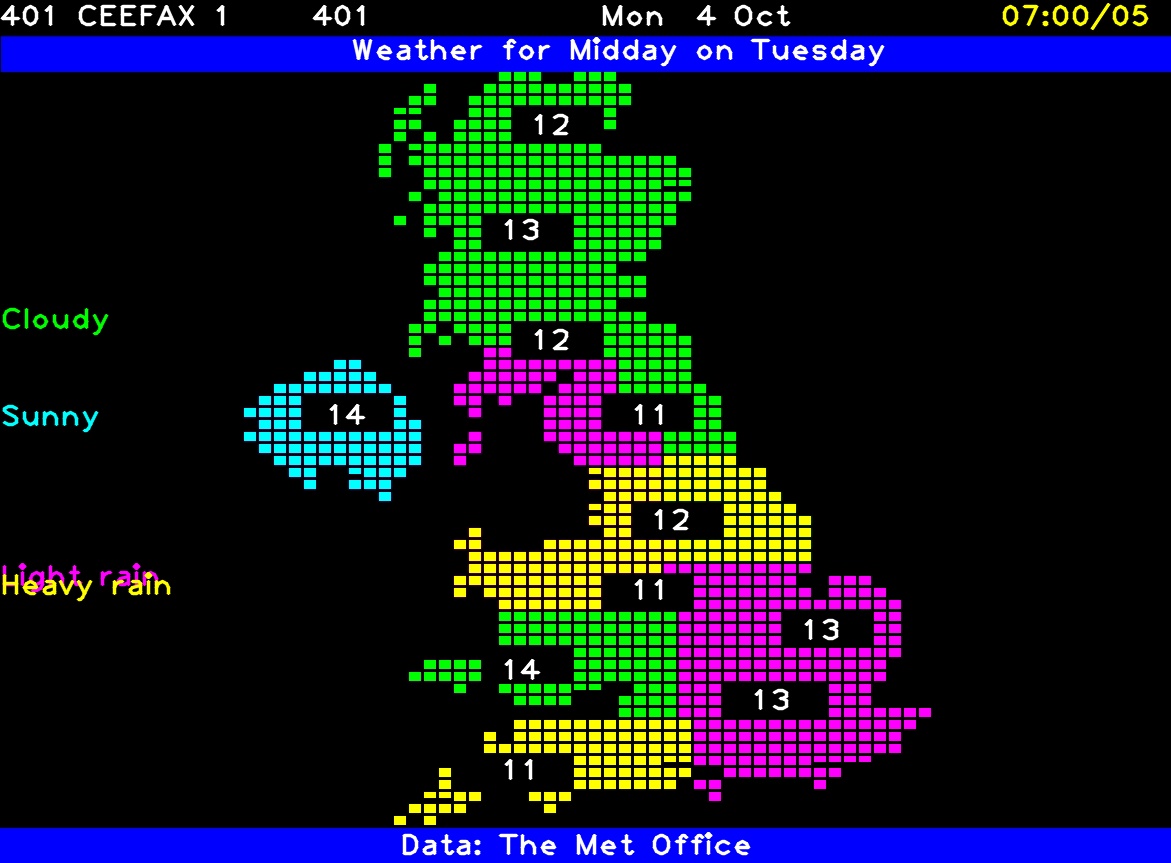 401 CEEFAX 1 401 Mon 4 Oct 07:00/05
Weather for Midday on Tuesday
12
13
Cloudy
12
Sunny 14 11
12
Light rain
Heavy rain 11
13
14
13
11
Data: The Met Office